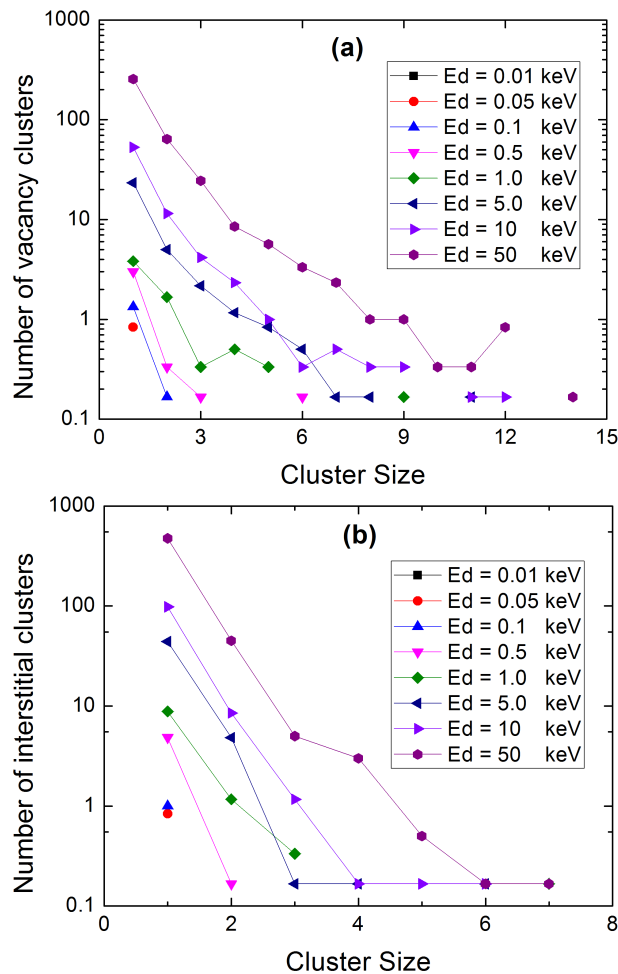 (a)
1000
100
10
1
0.1
Number of vacancy clusters
Ed = 0.01 keV
Ed = 0.05 keV
Ed = 0.1 keV
Ed = 0.5 keV
Ed = 1.0 keV
Ed = 5.0 keV
Ed = 10 keV
Ed = 50 keV
0 3 6 9 12 15
Cluster Size
(b)
1000
100
10
1
0.1
Number of interstitial clusters
Ed = 0.01 keV
Ed = 0.05 keV
Ed = 0.1 keV
Ed = 0.5 keV
Ed = 1.0 keV
Ed = 5.0 keV
Ed = 10 keV
Ed = 50 keV
0 2 4 6 8
Cluster Size